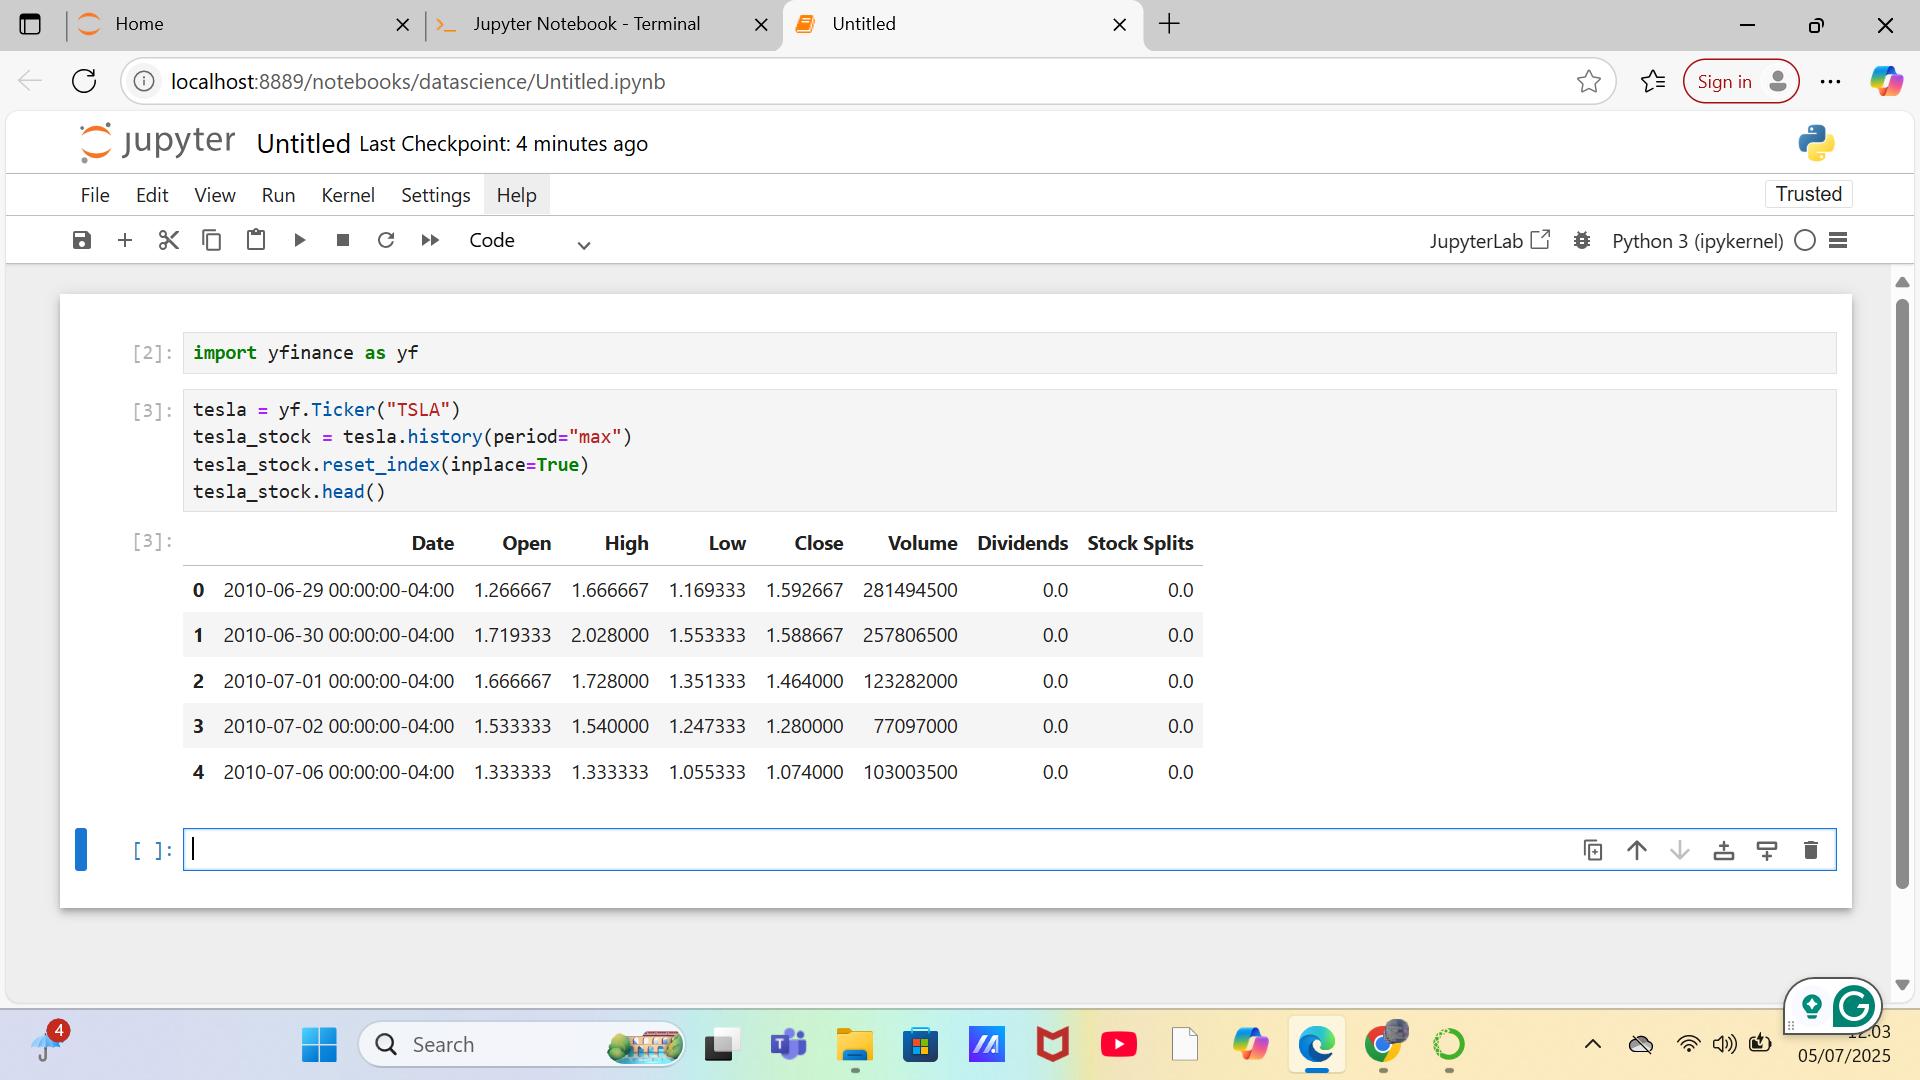 Home
Jupyter Notebook - Terminal
Untitled
localhost:8889/notebooks/datascience/Untitled.ipynb
Sign in
jupyter Untitled Last Checkpoint: 4 minutes ago
File Edit View Run Kernel Settings Help
Trusted
Code
JupyterLab
Python 3 (ipykernel)
[2]: import yfinance as yf
[3]: tesla = yf.Ticker("TSLA")
tesla_stock = tesla.history(period="max")
tesla_stock.reset_index(inplace=True)
tesla_stock.head()
[3]: Date Open High Low Close Volume Dividends Stock Splits
0 2010-06-29 00:00:00-04:00 1.266667 1.666667 1.169333 1.592667 281494500 0.0 0.0
1 2010-06-30 00:00:00-04:00 1.719333 2.028000 1.553333 1.588667 257806500 0.0 0.0
2 2010-07-01 00:00:00-04:00 1.666667 1.728000 1.351333 1.464000 123282000 0.0 0.0
3 2010-07-02 00:00:00-04:00 1.533333 1.540000 1.247333 1.280000 77097000 0.0 0.0
4 2010-07-06 00:00:00-04:00 1.333333 1.333333 1.055333 1.074000 103003500 0.0 0.0
[ ]:
4
Search
05/07/2025